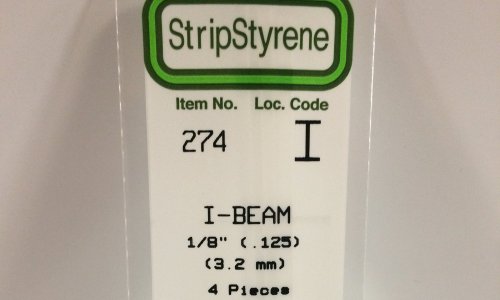 StripStyrene
Item No. Loc. Code
274 I
I-BEAM
1/8" (.125)
(3.2 mm)
4 Pieces